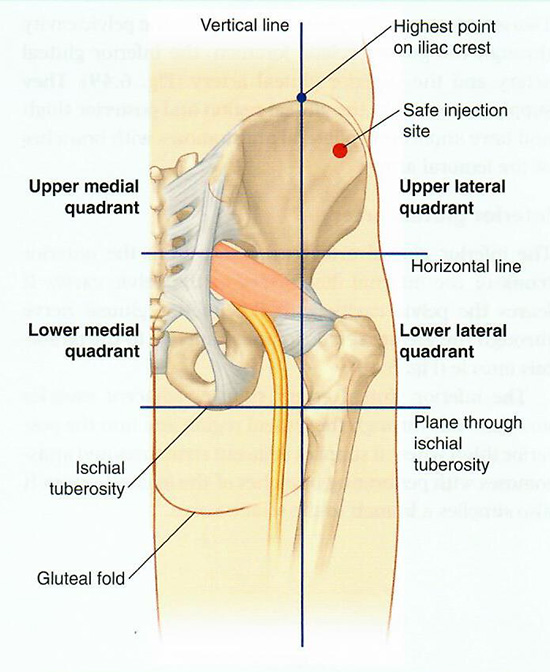 Vertical line
Highest point
on iliac crest
Safe injection
site
Upper medial
quadrant
Upper lateral
quadrant
Horizontal line
Lower medial
quadrant
Lower lateral
quadrant
Plane through
ischial
tuberosity
Ischial
tuberosity
Gluteal fold